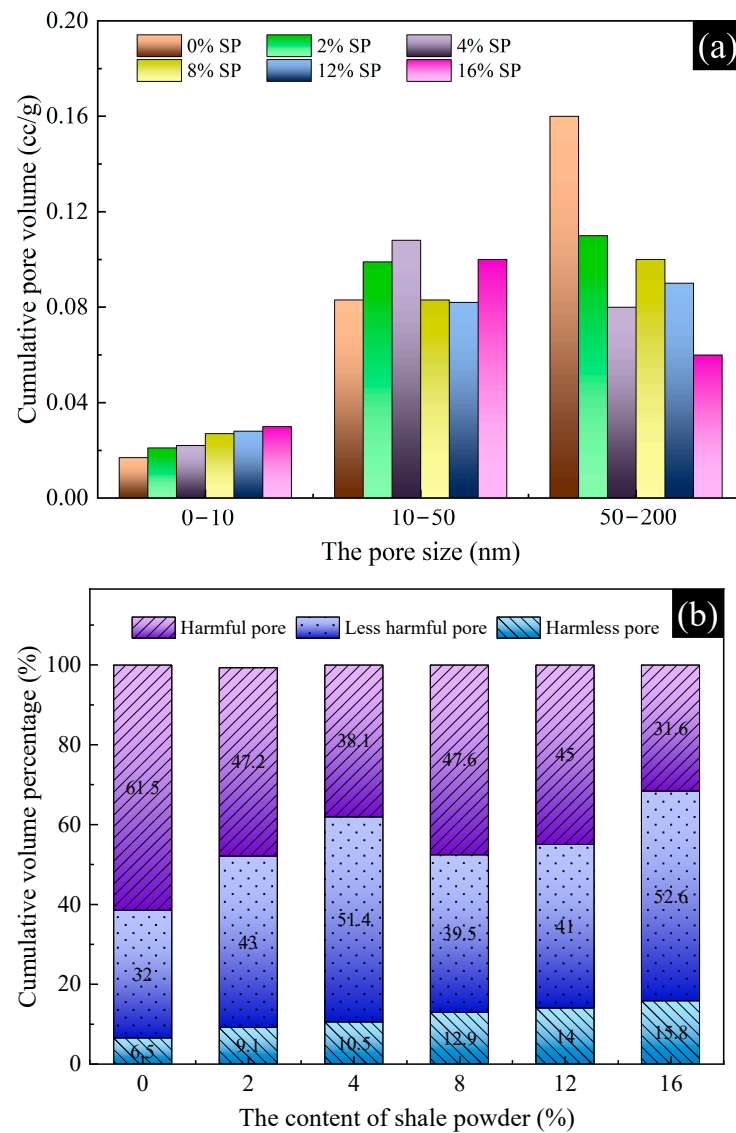 (a)
0% SP 2% SP 4% SP
8% SP 12% SP 16% SP
0.20
0.16
0.12
0.08
0.04
0.00
Cumulative pore volume (cc/g)
0−10 10−50 50−200
The pore size (nm)
(b)
Harmful pore Less harmful pore Harmless pore
100
80
60
40
20
0
Cumulative volume percentage (%)
61.5 47.2 38.1 47.6 45 31.6
32 43 51.4 39.5 41 52.6
6.5 9.1 10.5 12.9 14 15.8
0 2 4 8 12 16
The content of shale powder (%)